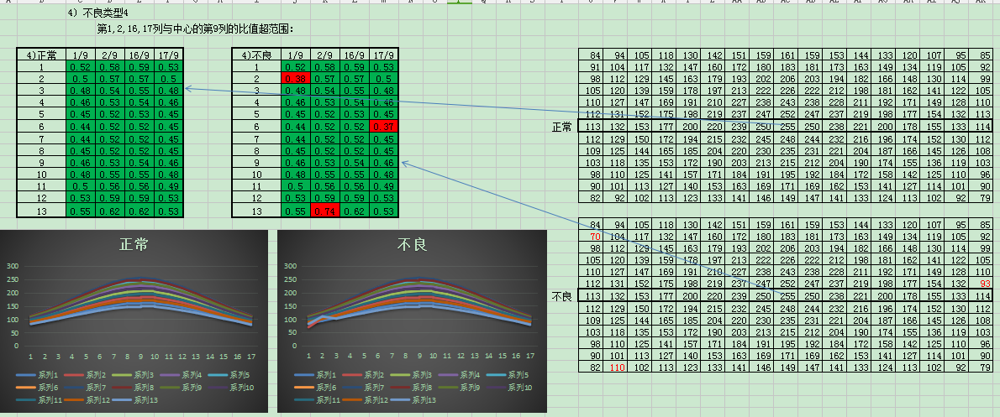 4) 不良类型4
第1,2,16,17列与中心的第9列的比值超范围:
4)正常 1/9 2/9 16/9 17/9
1 0.52 0.58 0.59 0.53
2 0.5 0.57 0.57 0.5
3 0.48 0.54 0.55 0.48
4 0.46 0.53 0.54 0.46
5 0.45 0.52 0.53 0.45
6 0.44 0.52 0.52 0.45
7 0.44 0.52 0.52 0.45
8 0.45 0.52 0.52 0.45
9 0.46 0.53 0.54 0.46
10 0.48 0.55 0.55 0.48
11 0.5 0.56 0.56 0.49
12 0.53 0.59 0.59 0.53
13 0.55 0.62 0.62 0.53
4)不良 1/9 2/9 16/9 17/9
1 0.52 0.58 0.59 0.52
2 0.38 0.57 0.57 0.5
3 0.48 0.54 0.55 0.48
4 0.46 0.53 0.54 0.46
5 0.45 0.52 0.53 0.45
6 0.44 0.52 0.52 0.37
7 0.44 0.52 0.52 0.45
8 0.45 0.52 0.52 0.45
9 0.46 0.53 0.54 0.46
10 0.48 0.55 0.55 0.48
11 0.5 0.56 0.56 0.49
12 0.53 0.59 0.59 0.53
13 0.55 0.74 0.62 0.53
84 94 105 118 130 142 151 159 161 159 153 144 133 120 107 95 85
91 104 117 132 147 160 172 180 183 181 173 163 149 134 119 105 92
98 112 129 145 163 179 193 202 206 203 194 182 166 148 130 114 99
105 120 139 159 178 197 213 222 226 222 212 198 181 162 141 122 105
110 127 147 169 191 210 227 238 243 238 228 211 192 171 149 128 110
112 131 152 175 198 219 237 247 252 247 237 219 198 177 154 132 113
正常 113 132 153 177 200 220 239 250 255 250 238 221 200 178 155 133 114
112 129 150 172 194 215 232 245 248 244 232 216 196 174 152 130 112
109 125 144 165 185 204 220 230 235 231 221 204 187 166 145 126 108
103 118 135 153 172 190 203 213 215 212 204 190 174 155 136 119 103
98 110 125 141 157 171 184 191 195 192 184 172 158 142 125 110 96
90 101 113 127 140 153 163 169 171 169 162 153 141 127 114 101 90
82 92 102 113 123 133 141 146 149 147 141 133 124 113 102 92 79
84 94 105 118 130 142 151 159 161 159 153 144 133 120 107 95 85
70 104 117 132 147 160 172 180 183 181 173 163 149 134 119 105 92
98 112 129 145 163 179 193 202 206 203 194 182 166 148 130 114 99
105 120 139 159 178 197 213 222 226 222 212 198 181 162 141 122 105
110 127 147 169 191 210 227 238 243 238 228 211 192 171 149 128 110
112 131 152 175 198 219 237 247 252 247 237 219 198 177 154 132 93
不良 113 132 153 177 200 220 239 250 255 250 238 221 200 178 155 133 114
112 129 150 172 194 215 232 245 248 244 232 216 196 174 152 130 112
109 125 144 165 185 204 220 230 235 231 221 204 187 166 145 126 108
103 118 135 153 172 190 203 213 215 212 204 190 174 155 136 119 103
98 110 125 141 157 171 184 191 195 192 184 172 158 142 125 110 96
90 101 113 127 140 153 163 169 171 169 162 153 141 127 114 101 90
82 110 102 113 123 133 141 146 149 147 141 133 124 113 102 92 79
正常
300
250
200
150
100
50
0
1 2 3 4 5 6 7 8 9 10 11 12 13 14 15 16 17
系列1 系列2 系列3 系列4 系列5
系列6 系列7 系列8 系列9 系列10
系列11 系列12 系列13
不良
300
250
200
150
100
50
0
1 2 3 4 5 6 7 8 9 10 11 12 13 14 15 16 17
系列1 系列2 系列3 系列4 系列5
系列6 系列7 系列8 系列9 系列10
系列11 系列12 系列13